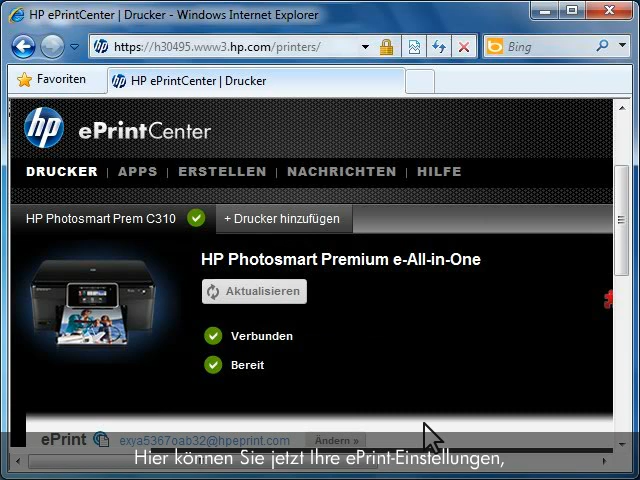 HP ePrintCenter | Drucker - Windows Internet Explorer
https://h30495.www3.hp.com/printers/
Bing
Favoriten
HP ePrintCenter | Drucker
hp ePrintCenter
DRUCKER | APPS | ERSTELLEN | NACHRICHTEN | HILFE
HP Photosmart Prem C310
+ Drucker hinzufügen
HP Photosmart Premium e-All-in-One
Aktualisieren
Verbunden
Bereit
ePrint exya5367oab32@hpeprint.com Ändern »
Hier können Sie jetzt Ihre ePrint-Einstellungen,